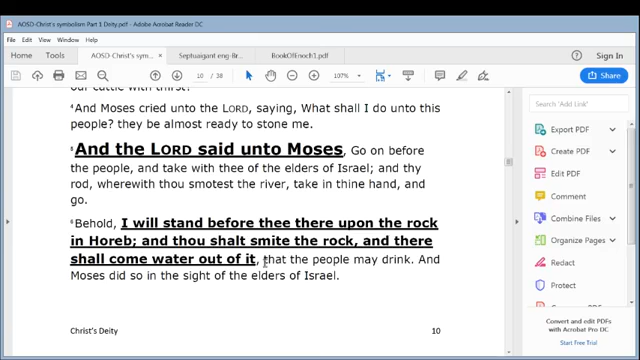 AOSD-Christ's symbolism Part 1 Deity.pdf - Adobe Acrobat Reader DC
File Edit View Window Help
Home Tools AOSD-Christ's sym... × Septuaigant eng-Br... BookOfEnoch1.pdf Sign In
10 / 38 107% Share
our cattle with thirst?
4And Moses cried unto the LORD, saying, What shall I do unto this
people? they be almost ready to stone me.
5And the LORD said unto Moses, Go on before
the people, and take with thee of the elders of Israel; and thy
rod, wherewith thou smotest the river, take in thine hand, and
go.
6Behold, I will stand before thee there upon the rock
in Horeb; and thou shalt smite the rock, and there
shall come water out of it, that the people may drink. And
Moses did so in the sight of the elders of Israel.
Christ's Deity 10
Search 'Add Link'
Export PDF
Create PDF
Edit PDF
Comment
Combine Files
Organize Pages
Redact
Protect
Convert and edit PDFs
with Acrobat Pro DC
Start Free Trial